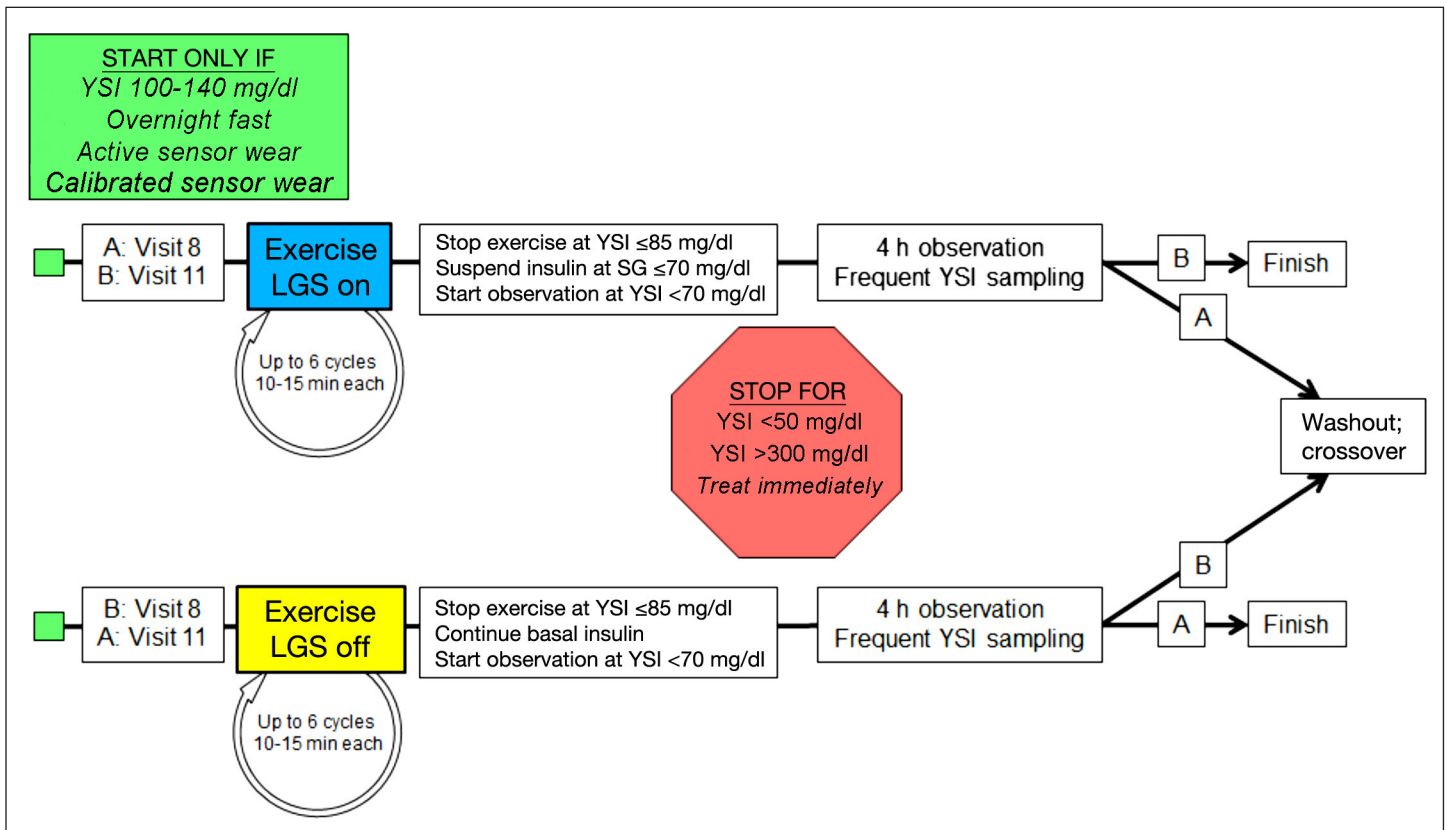 START ONLY IF
YSI 100-140 mg/dl
Overnight fast
Active sensor wear
Calibrated sensor wear
A: Visit 8
B: Visit 11
Exercise
LGS on
Up to 6 cycles
10-15 min each
Stop exercise at YSI ≤85 mg/dl
Suspend insulin at SG ≤70 mg/dl
Start observation at YSI <70 mg/dl
4 h observation
Frequent YSI sampling
B
Finish
A
STOP FOR
YSI <50 mg/dl
YSI >300 mg/dl
Treat immediately
Washout;
crossover
B: Visit 8
A: Visit 11
Exercise
LGS off
Up to 6 cycles
10-15 min each
Stop exercise at YSI ≤85 mg/dl
Continue basal insulin
Start observation at YSI <70 mg/dl
4 h observation
Frequent YSI sampling
B
A
Finish